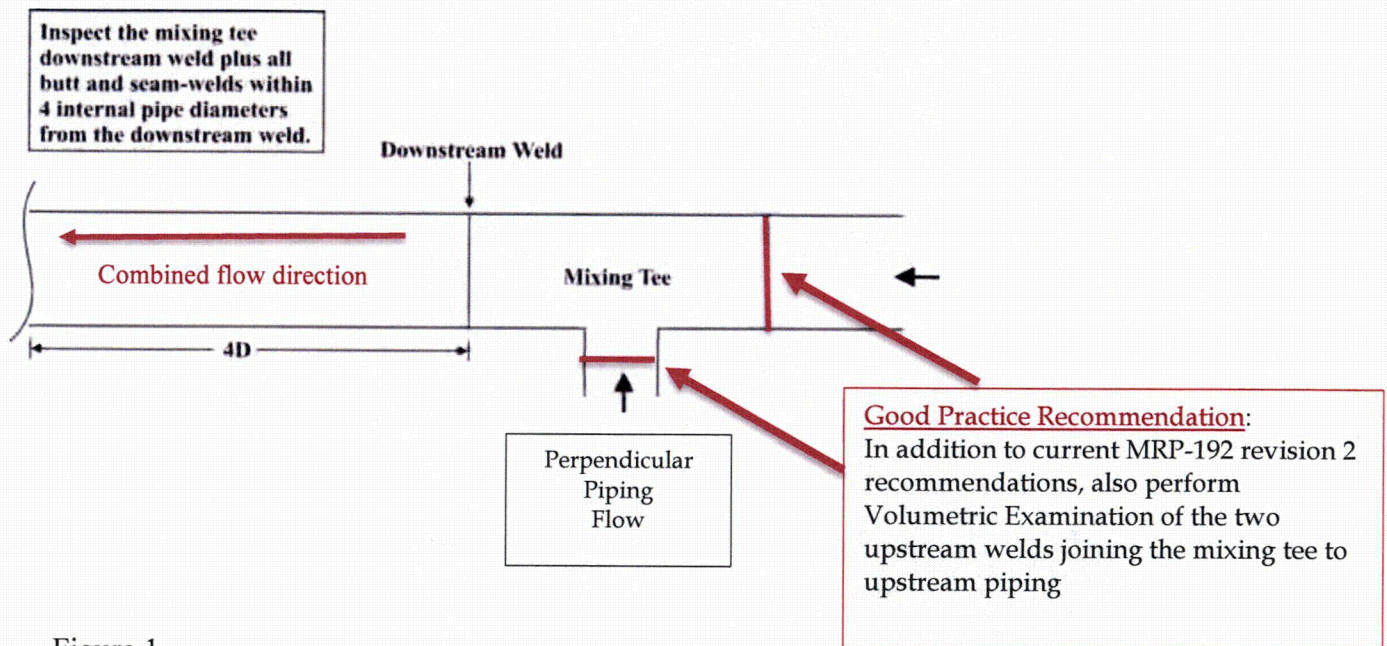 Inspect the mixing tee
downstream weld plus all
butt and seam-welds within
4 internal pipe diameters
from the downstream weld.
Downstream Weld
Combined flow direction
Mixing Tee
4D
Perpendicular
Piping
Flow
Good Practice Recommendation:
In addition to current MRP-192 revision 2
recommendations, also perform
Volumetric Examination of the two
upstream welds joining the mixing tee to
upstream piping
Figure 1